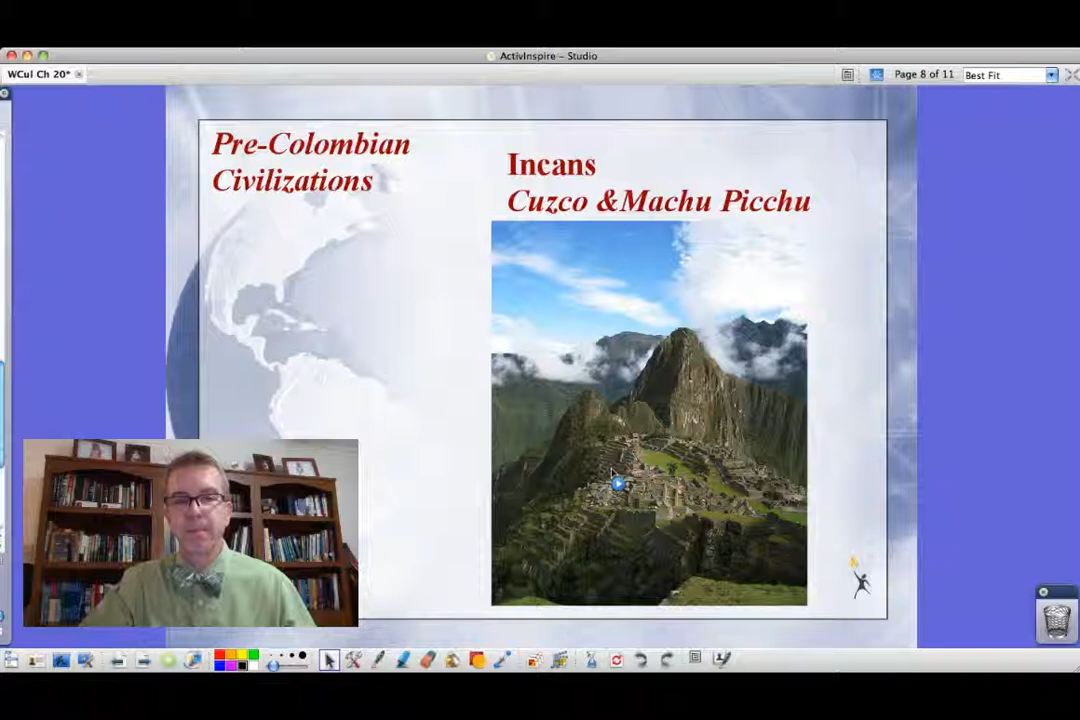 ActivInspire – Studio
WCul Ch 20*
Page 8 of 11
Best Fit
Pre-Colombian
Civilizations
Incans
Cuzco &Machu Picchu